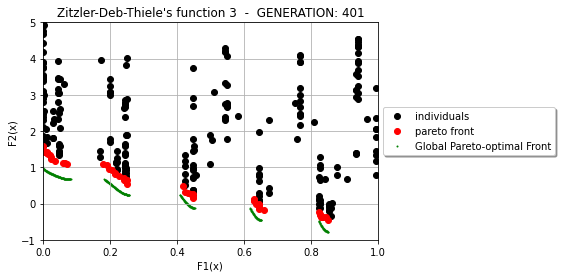 Zitzler-Deb-Thiele's function 3 - GENERATION: 401
5
4
3
2
1
0
−1
F2(x)
0.0 0.2 0.4 0.6 0.8 1.0
F1(x)
individuals
pareto front
Global Pareto-optimal Front